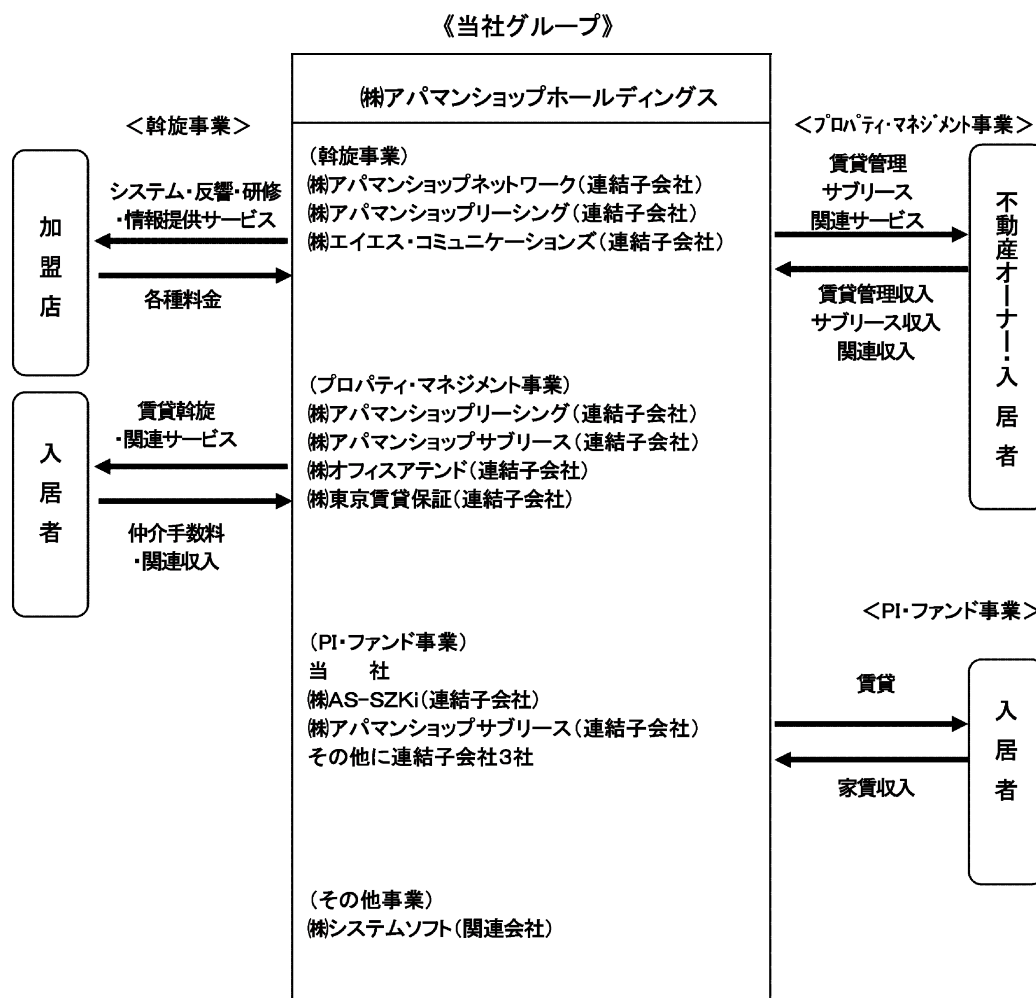 《当社グループ》
㈱アパマンショップホールディングス
＜斡旋事業＞
加盟店
システム・反響・研修
・情報提供サービス
各種料金
入居者
賃貸斡旋
・関連サービス
仲介手数料
・関連収入
(斡旋事業)
㈱アパマンショップネットワーク(連結子会社)
㈱アパマンショップリーシング(連結子会社)
㈱エイエス・コミュニケーションズ(連結子会社)
(プロパティ・マネジメント事業)
㈱アパマンショップリーシング(連結子会社)
㈱アパマンショップサブリース(連結子会社)
㈱オフィスアテンド(連結子会社)
㈱東京賃貸保証(連結子会社)
(PI・ファンド事業)
当　　社
㈱AS-SZKi(連結子会社)
㈱アパマンショップサブリース(連結子会社)
その他に連結子会社3社
(その他事業)
㈱システムソフト(関連会社)
＜プロパティ・マネジメント事業＞
賃貸管理
サブリース
関連サービス
賃貸管理収入
サブリース収入
関連収入
不動産オーナー・入居者
＜PI・ファンド事業＞
賃貸
家賃収入
入居者